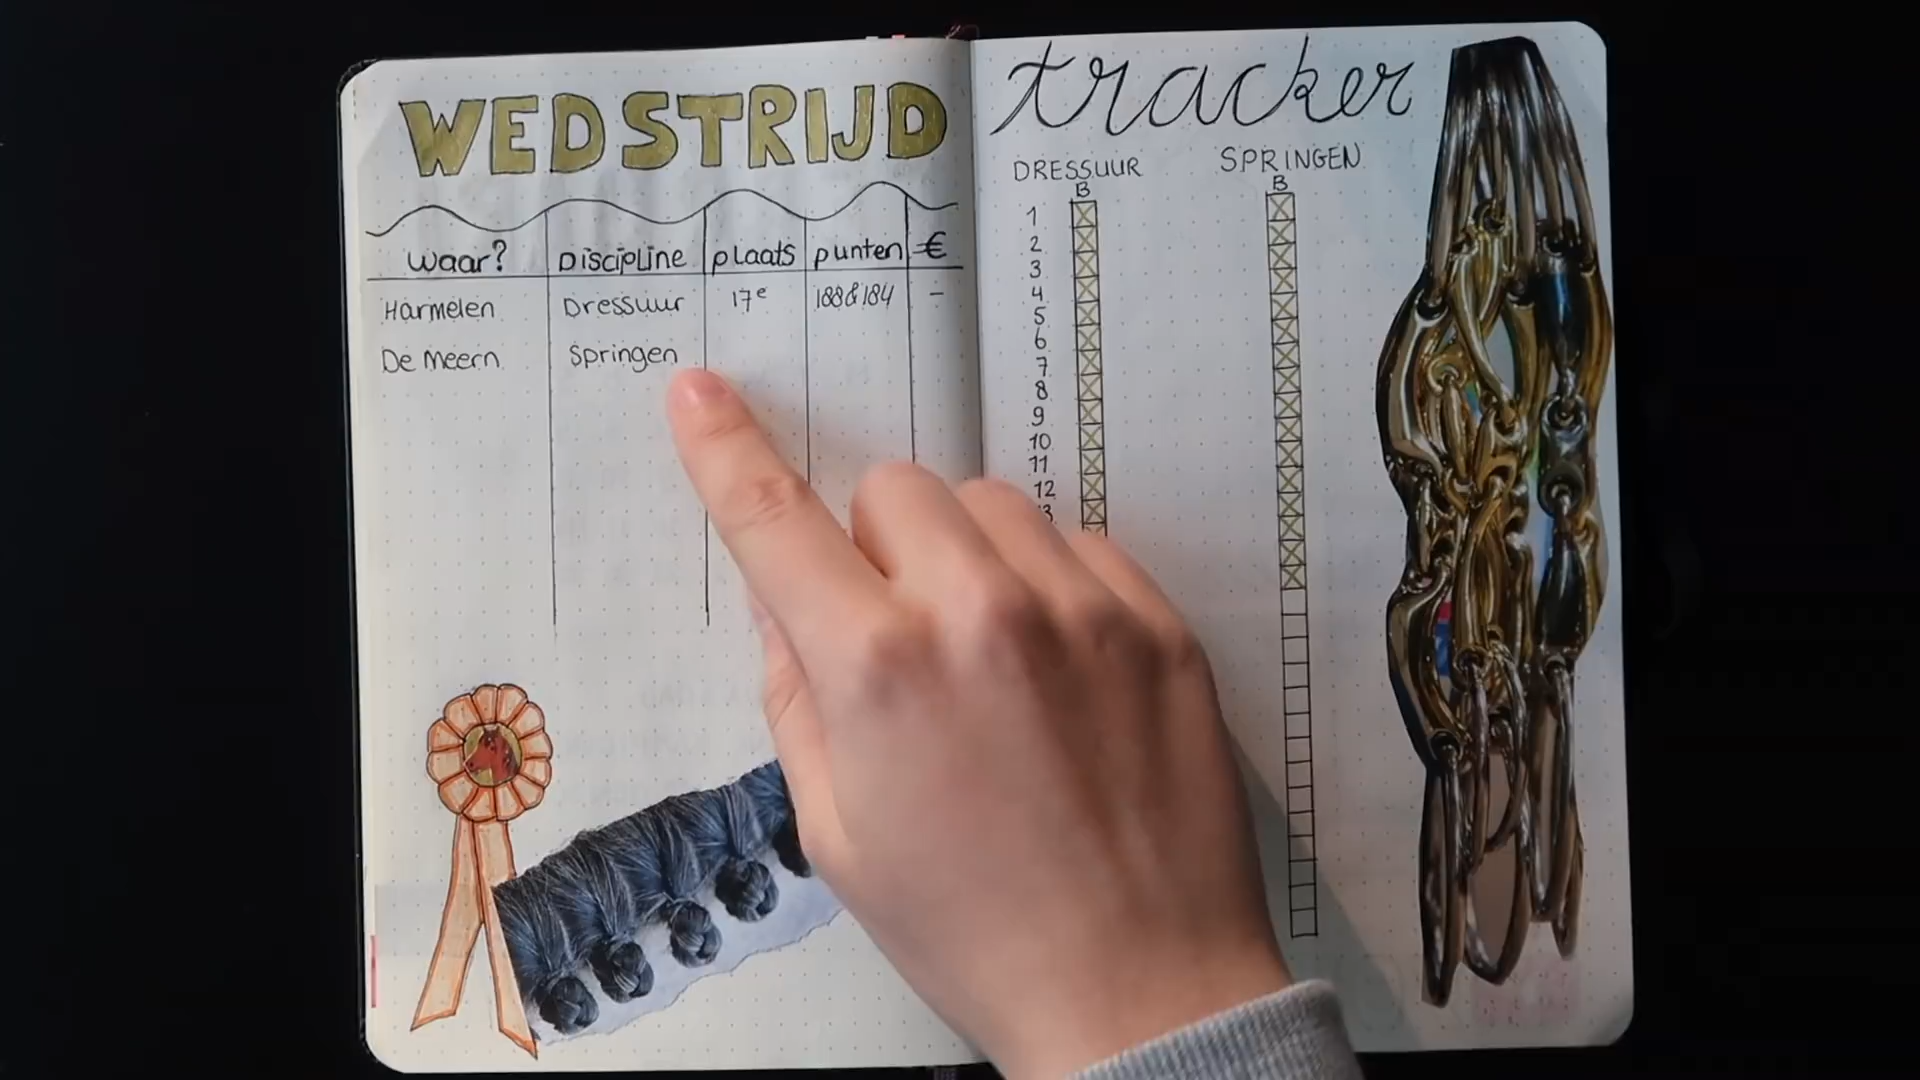 WEDSTRIJD
waar? Discipline plaats punten €
Harmelen Dressuur 17e 188&184 -
De Meern Springen
tracker
DRESSUUR SPRINGEN
B B
1
2
3
4
5
6
7
8
9
10
11
12